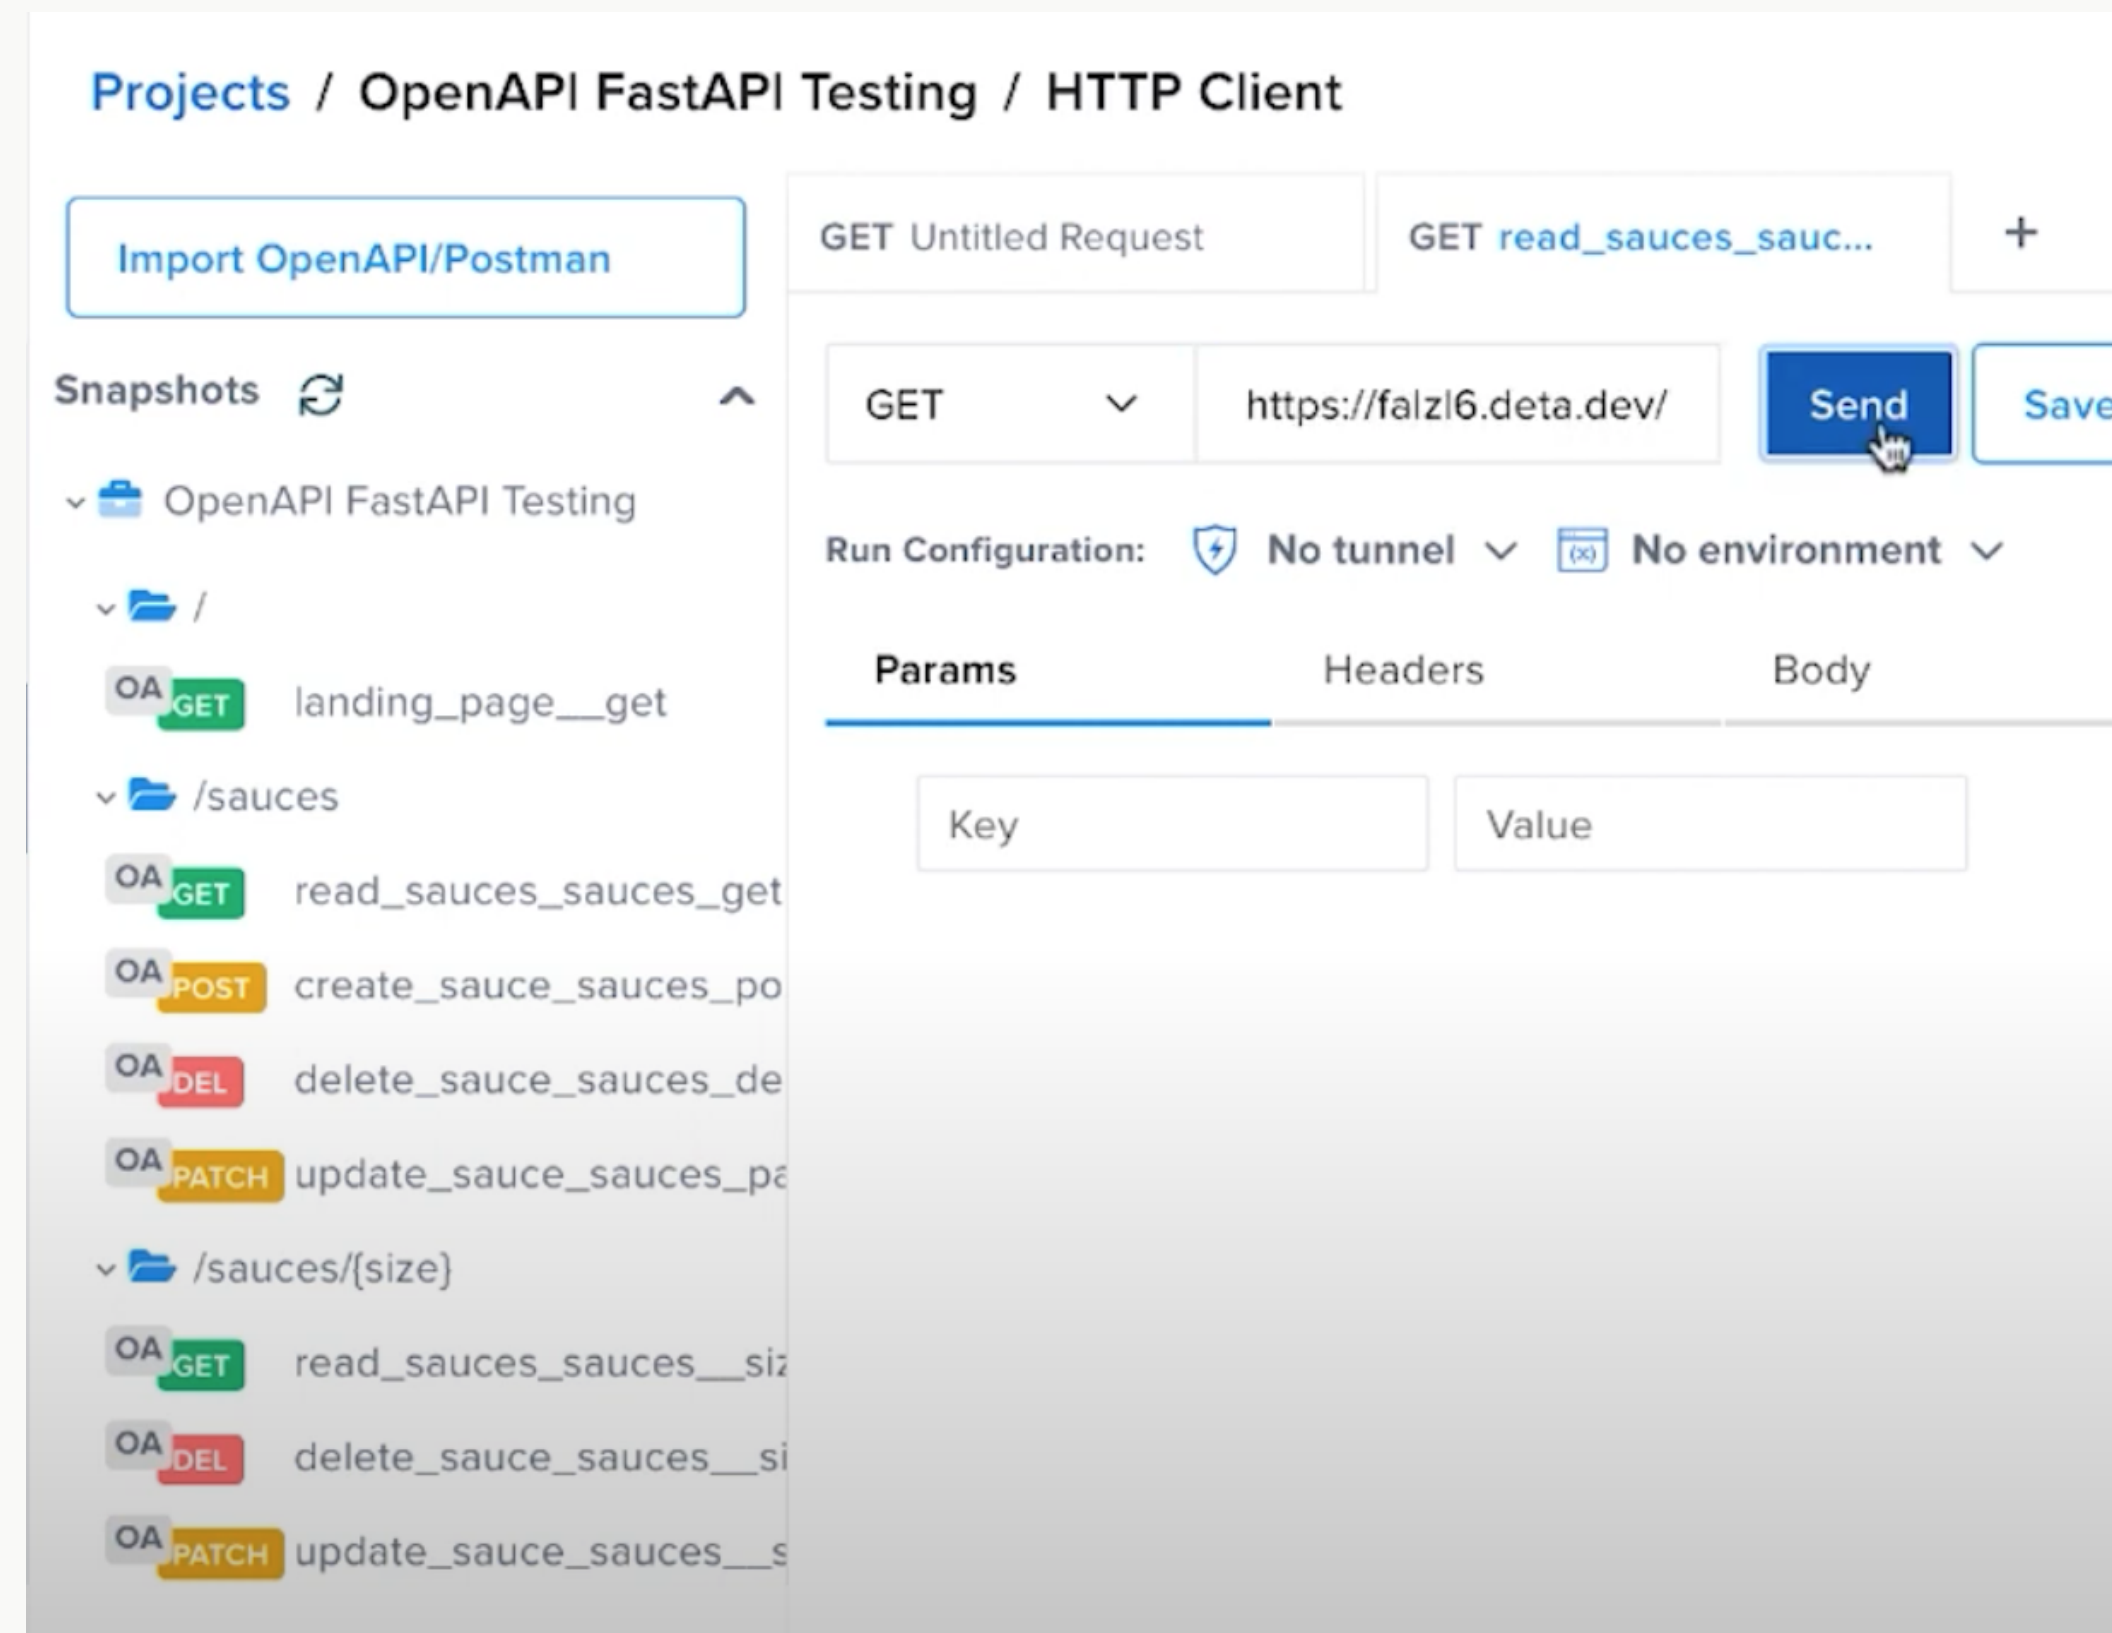 Projects / OpenAPI FastAPI Testing / HTTP Client
Import OpenAPI/Postman
Snapshots
OpenAPI FastAPI Testing
/
OA GET landing_page__get
/sauces
OA GET read_sauces_sauces_get
OA POST create_sauce_sauces_po
OA DEL delete_sauce_sauces_de
OA PATCH update_sauce_sauces_pa
/sauces/{size}
OA GET read_sauces_sauces__siz
OA DEL delete_sauce_sauces__si
OA PATCH update_sauce_sauces__s
GET Untitled Request
GET read_sauces_sauc...
+
GET
https://falzl6.deta.dev/
Send
Save
Run Configuration:
No tunnel
(x) No environment
Params
Headers
Body
Key
Value